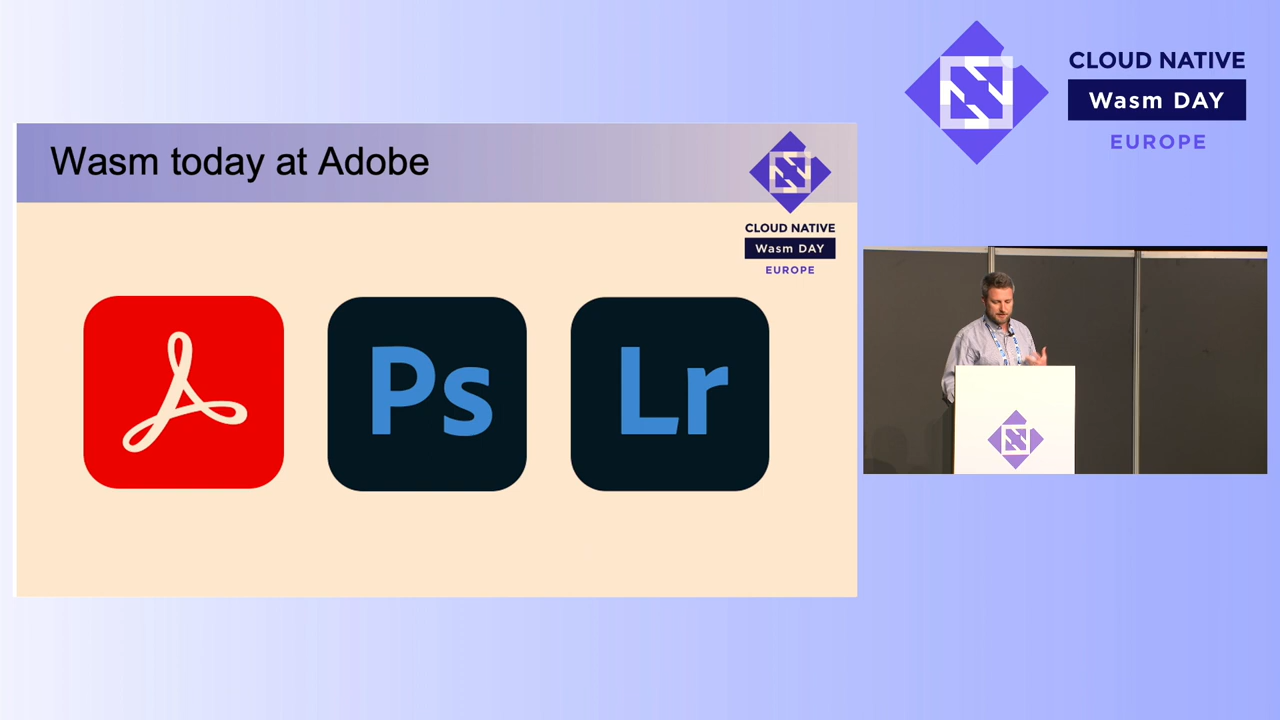 CLOUD NATIVE
Wasm DAY
EUROPE
Wasm today at Adobe
CLOUD NATIVE
Wasm DAY
EUROPE
Ps
Lr